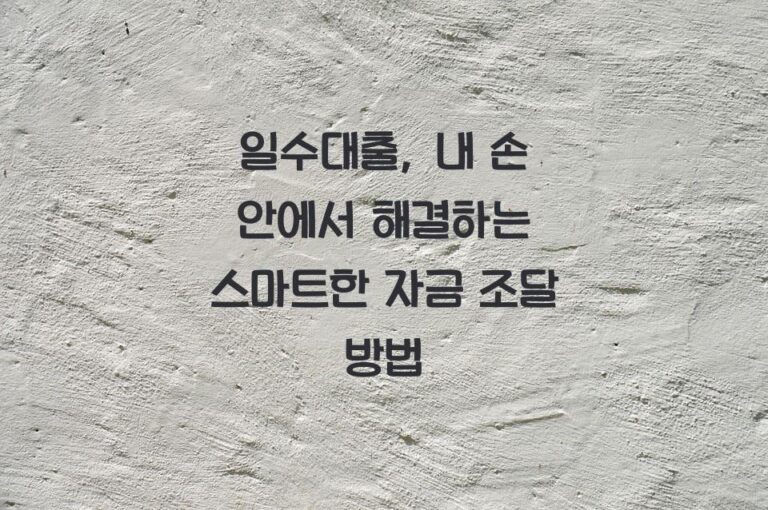 일수대출, 내 손
안에서 해결하는
스마트한 자금 조달
방법